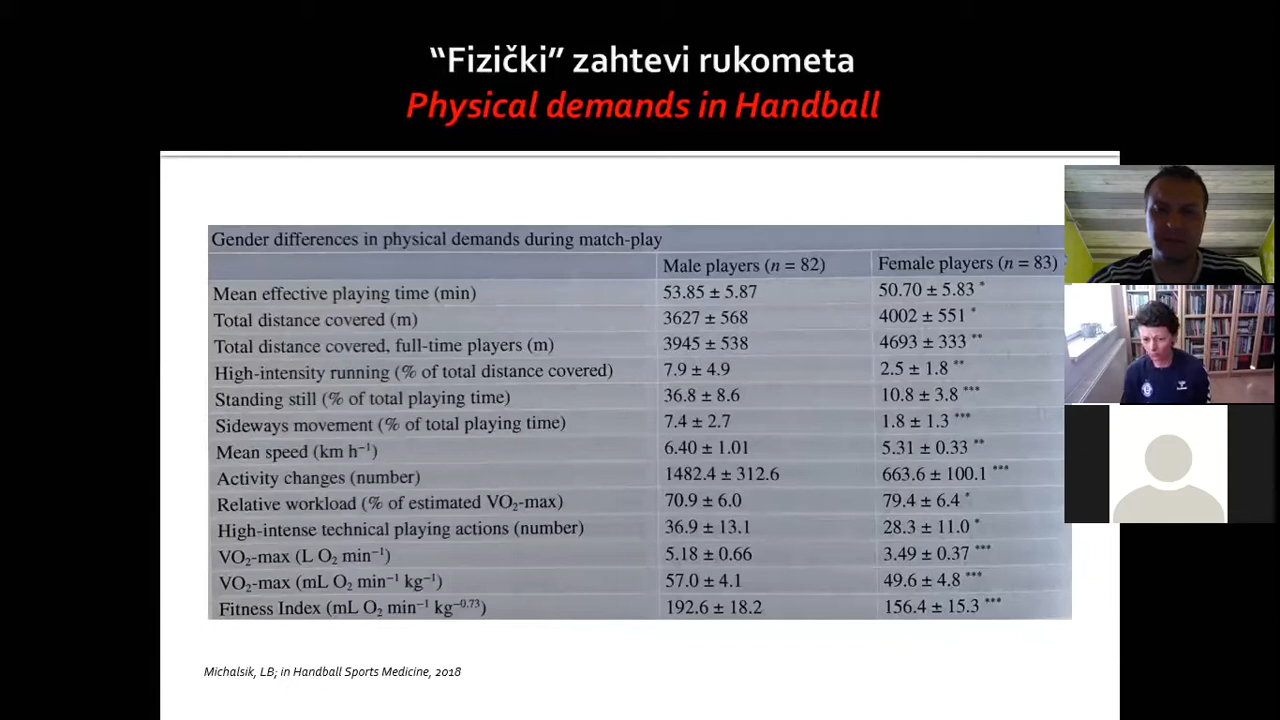 “Fizički” zahtevi rukometa
Physical demands in Handball
Gender differences in physical demands during match-play
Male players (n = 82) Female players (n = 83)
Mean effective playing time (min) 53.85 ± 5.87 50.70 ± 5.83 *
Total distance covered (m) 3627 ± 568 4002 ± 551 *
Total distance covered, full-time players (m) 3945 ± 538 4693 ± 333 **
High-intensity running (% of total distance covered) 7.9 ± 4.9 2.5 ± 1.8 **
Standing still (% of total playing time) 36.8 ± 8.6 10.8 ± 3.8 ***
Sideways movement (% of total playing time) 7.4 ± 2.7 1.8 ± 1.3 ***
Mean speed (km h⁻¹) 6.40 ± 1.01 5.31 ± 0.33 **
Activity changes (number) 1482.4 ± 312.6 663.6 ± 100.1 ***
Relative workload (% of estimated VO₂-max) 70.9 ± 6.0 79.4 ± 6.4 *
High-intense technical playing actions (number) 36.9 ± 13.1 28.3 ± 11.0 *
VO₂-max (L O₂ min⁻¹) 5.18 ± 0.66 3.49 ± 0.37 ***
VO₂-max (mL O₂ min⁻¹ kg⁻¹) 57.0 ± 4.1 49.6 ± 4.8 ***
Fitness Index (mL O₂ min⁻¹ kg⁻⁰·⁷³) 192.6 ± 18.2 156.4 ± 15.3 ***
Michalsik, LB; in Handball Sports Medicine, 2018